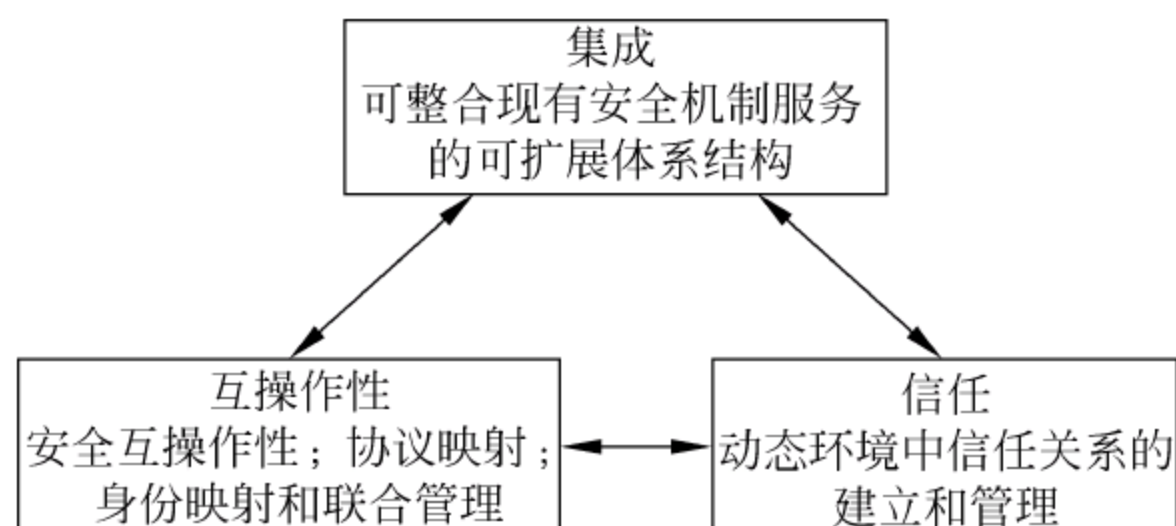 集成
可整合现有安全机制服务
的可扩展体系结构
互操作性
安全互操作性；协议映射；
身份映射和联合管理
信任
动态环境中信任关系的
建立和管理